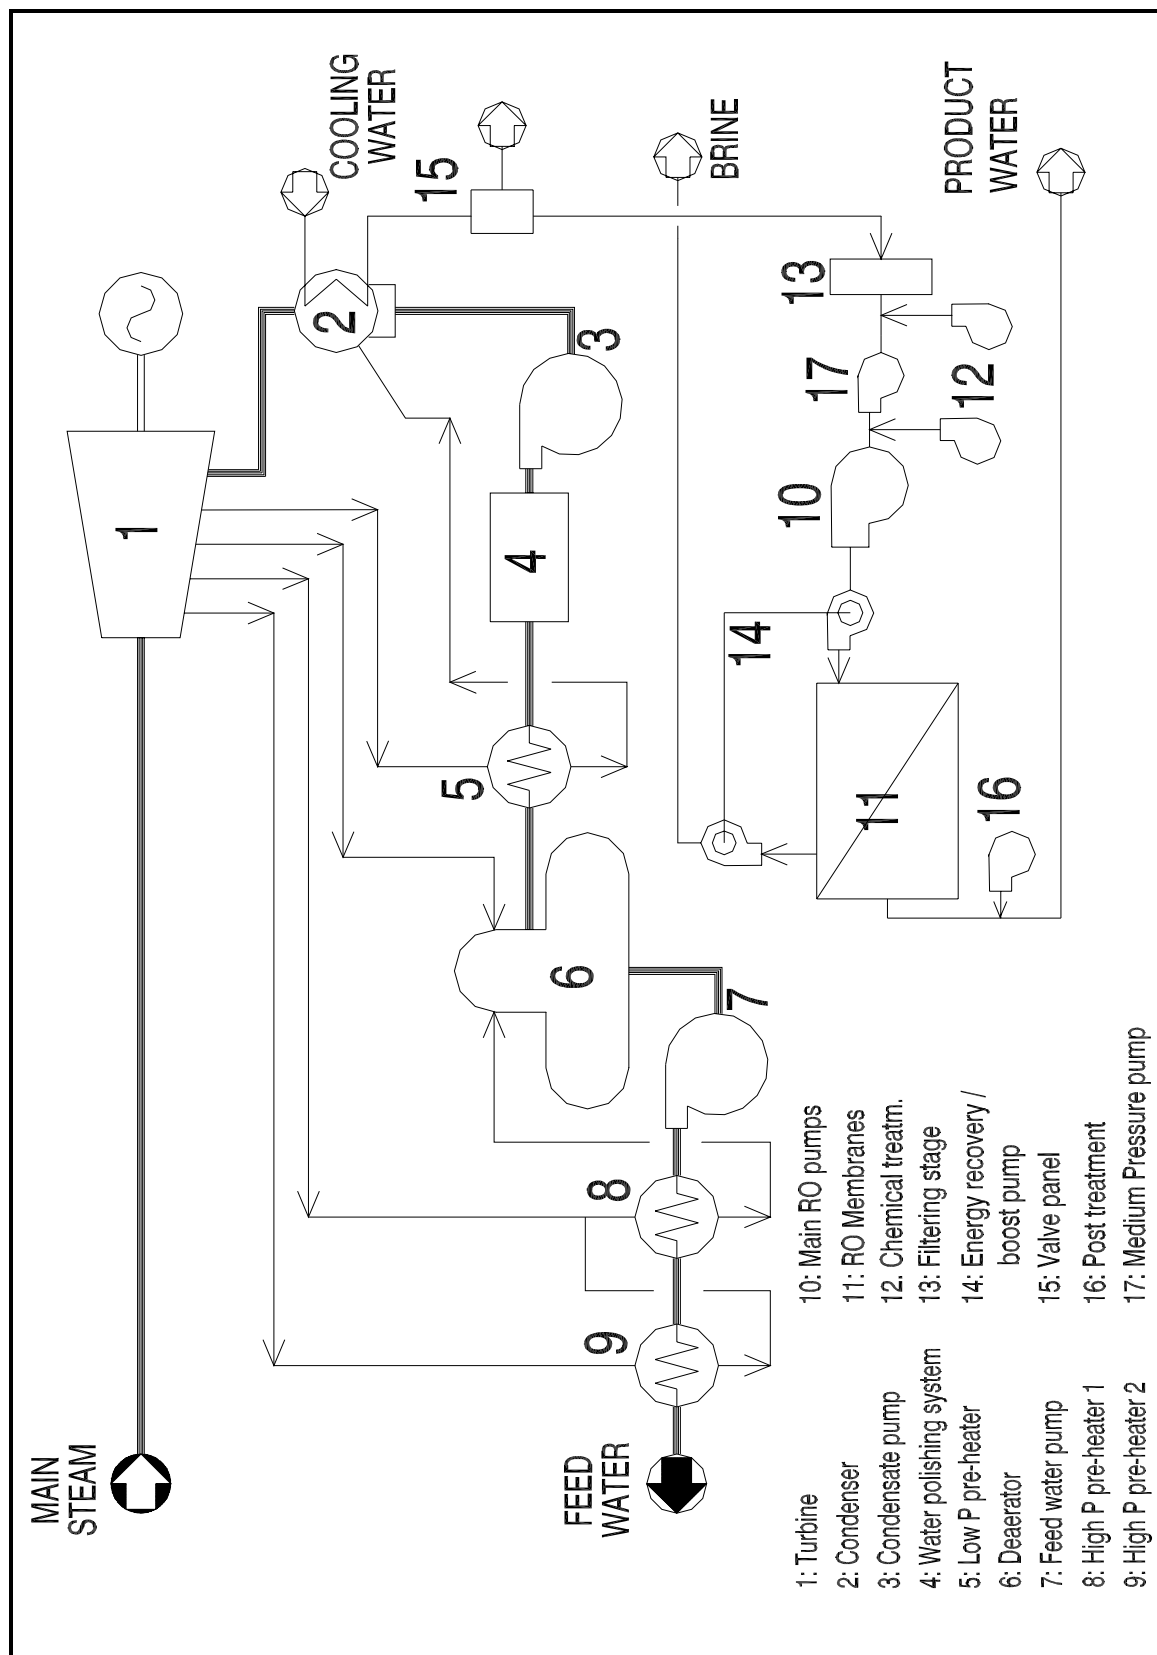 MAIN
STEAM
FEED
WATER
COOLING
WATER
BRINE
PRODUCT
WATER
1
2
3
4
5
6
7
8
9
10
11
12
13
14
15
16
17
1: Turbine
2: Condenser
3: Condensate pump
4: Water polishing system
5: Low P pre-heater
6: Deaerator
7: Feed water pump
8: High P pre-heater 1
9: High P pre-heater 2
10: Main RO pumps
11: RO Membranes
12. Chemical treatm.
13: Filtering stage
14: Energy recovery /
boost pump
15: Valve panel
16: Post treatment
17: Medium Pressure pump